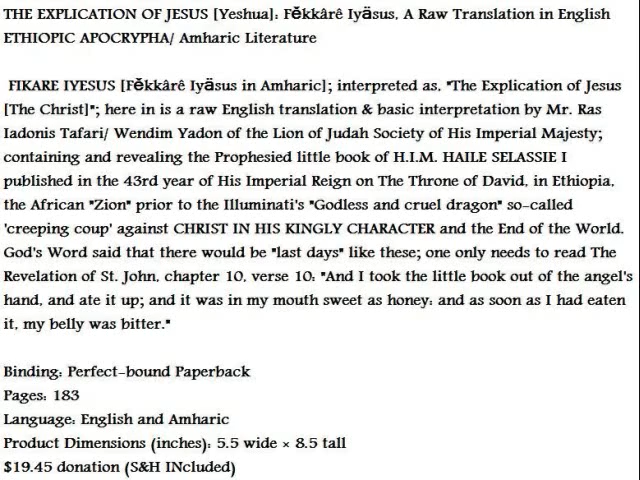 THE EXPLICATION OF JESUS [Yeshua]: Fĕkkârê Iyäsus, A Raw Translation in English
ETHIOPIC APOCRYPHA/ Amharic Literature
FIKARE IYESUS [Fĕkkârê Iyäsus in Amharic]; interpreted as, "The Explication of Jesus
[The Christ]"; here in is a raw English translation & basic interpretation by Mr. Ras
Iadonis Tafari/ Wendim Yadon of the Lion of Judah Society of His Imperial Majesty;
containing and revealing the Prophesied little book of H.I.M. HAILE SELASSIE I
published in the 43rd year of His Imperial Reign on The Throne of David, in Ethiopia,
the African "Zion" prior to the Illuminati's "Godless and cruel dragon" so-called
'creeping coup' against CHRIST IN HIS KINGLY CHARACTER and the End of the World.
God's Word said that there would be "last days" like these; one only needs to read The
Revelation of St. John, chapter 10, verse 10: "And I took the little book out of the angel's
hand, and ate it up; and it was in my mouth sweet as honey: and as soon as I had eaten
it, my belly was bitter."
Binding: Perfect-bound Paperback
Pages: 183
Language: English and Amharic
Product Dimensions (inches): 5.5 wide × 8.5 tall
$19.45 donation (S&H INcluded)